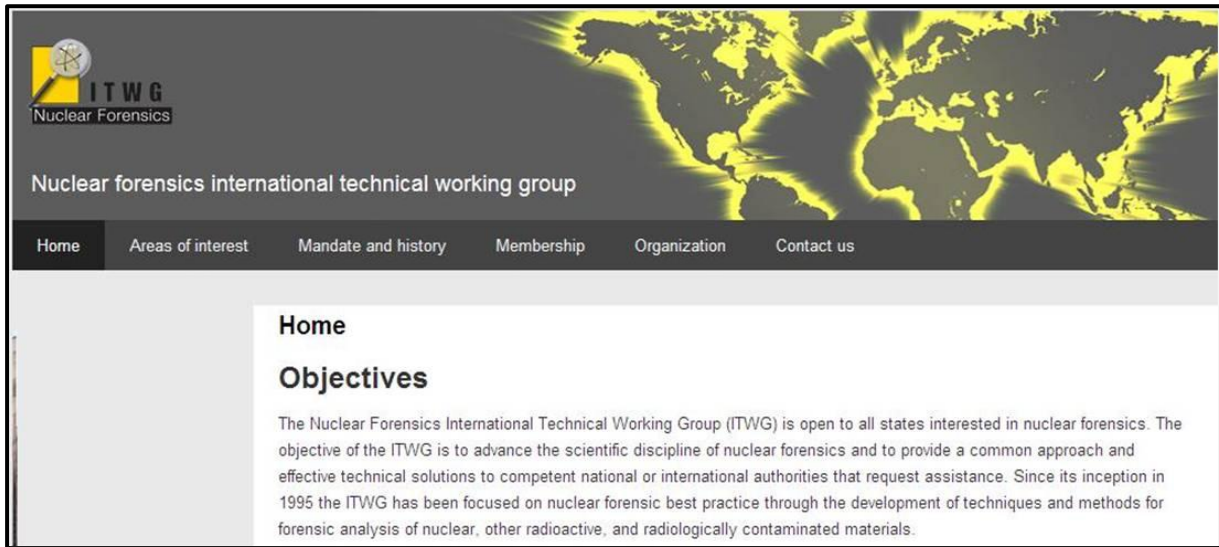 ITWG
Nuclear Forensics
Nuclear forensics international technical working group
Home Areas of interest Mandate and history Membership Organization Contact us
Home
Objectives
The Nuclear Forensics International Technical Working Group (ITWG) is open to all states interested in nuclear forensics. The
objective of the ITWG is to advance the scientific discipline of nuclear forensics and to provide a common approach and
effective technical solutions to competent national or international authorities that request assistance. Since its inception in
1995 the ITWG has been focused on nuclear forensic best practice through the development of techniques and methods for
forensic analysis of nuclear, other radioactive, and radiologically contaminated materials.